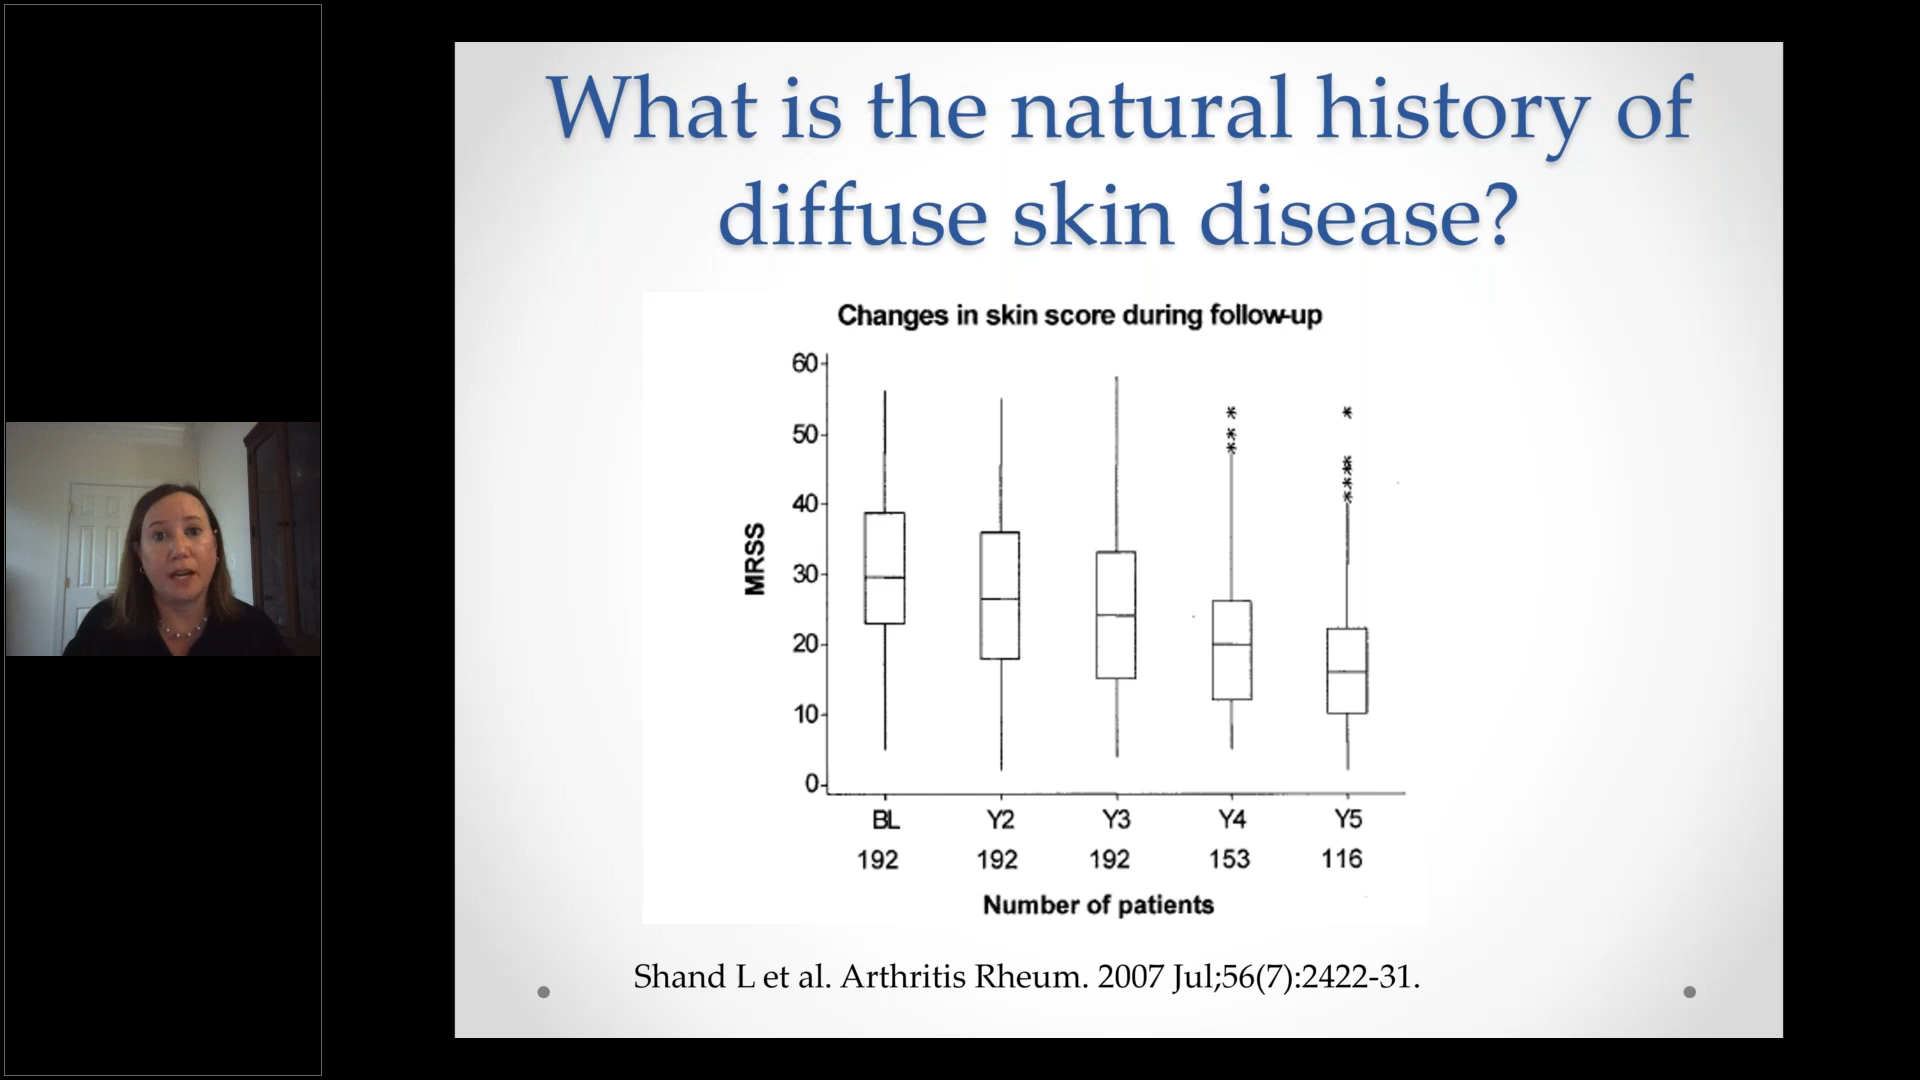 What is the natural history of
diffuse skin disease?
Changes in skin score during follow-up
60
50
40
30
20
10
0
MRSS
BL Y2 Y3 Y4 Y5
192 192 192 153 116
Number of patients
Shand L et al. Arthritis Rheum. 2007 Jul;56(7):2422-31.